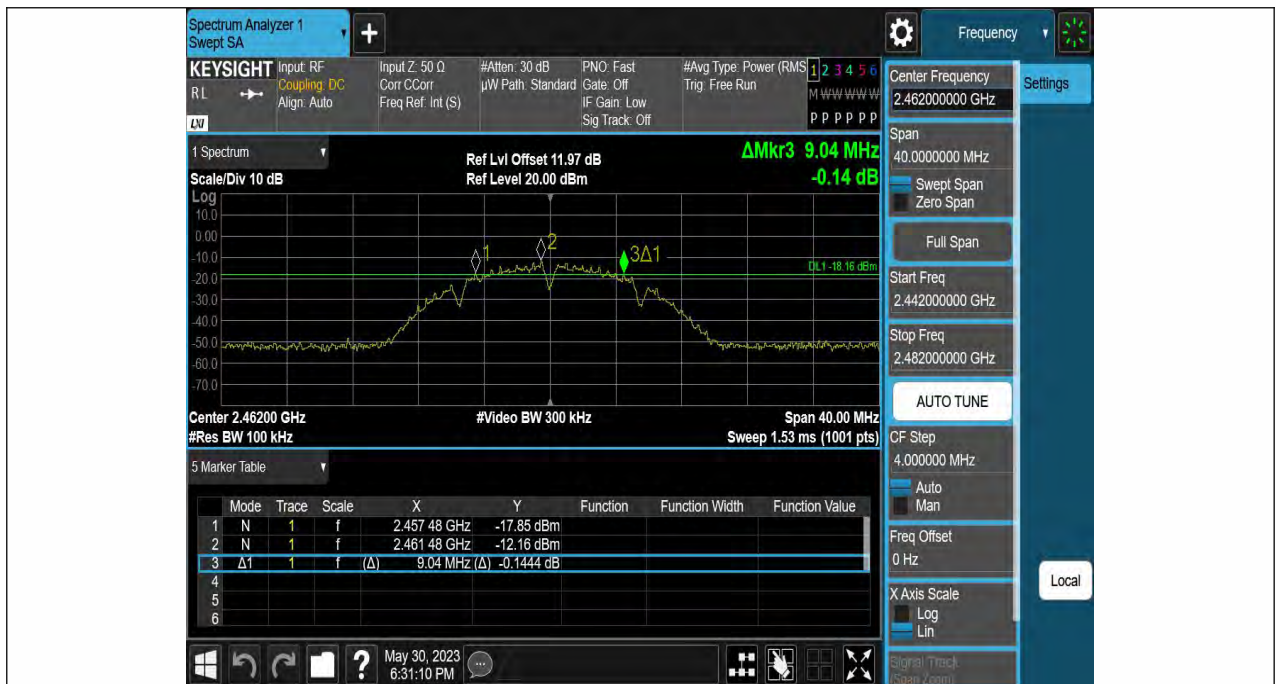 Spectrum Analyzer 1
Swept SA
+
Frequency
KEYSIGHT
RL
LXI
Input: RF
Coupling: DC
Align: Auto
Input Z: 50 Ω
Corr CCorr
Freq Ref: Int (S)
#Atten: 30 dB
µW Path: Standard
PNO: Fast
Gate: Off
IF Gain: Low
Sig Track: Off
#Avg Type: Power (RMS
Trig: Free Run
1 2 3 4 5 6
M W W W W W
P P P P P P
Center Frequency
2.462000000 GHz
Settings
Span
40.0000000 MHz
Swept Span
Zero Span
Full Span
Start Freq
2.442000000 GHz
Stop Freq
2.482000000 GHz
AUTO TUNE
CF Step
4.000000 MHz
Auto
Man
Freq Offset
0 Hz
X Axis Scale
Log
Lin
Signal Track
(Span Zoom)
Local
1 Spectrum
Scale/Div 10 dB
Ref Lvl Offset 11.97 dB
Ref Level 20.00 dBm
ΔMkr3 9.04 MHz
-0.14 dB
Log
10.0
0.00
-10.0
-20.0
-30.0
-40.0
-50.0
-60.0
-70.0
1
2
3Δ1
DL1 -18.16 dBm
Center 2.46200 GHz
#Video BW 300 kHz
Span 40.00 MHz
#Res BW 100 kHz
Sweep 1.53 ms (1001 pts)
5 Marker Table
Mode Trace Scale X Y Function Function Width Function Value
1 N 1 f 2.457 48 GHz -17.85 dBm
2 N 1 f 2.461 48 GHz -12.16 dBm
3 Δ1 1 f (Δ) 9.04 MHz (Δ) -0.1444 dB
4
5
6
?
May 30, 2023
6:31:10 PM